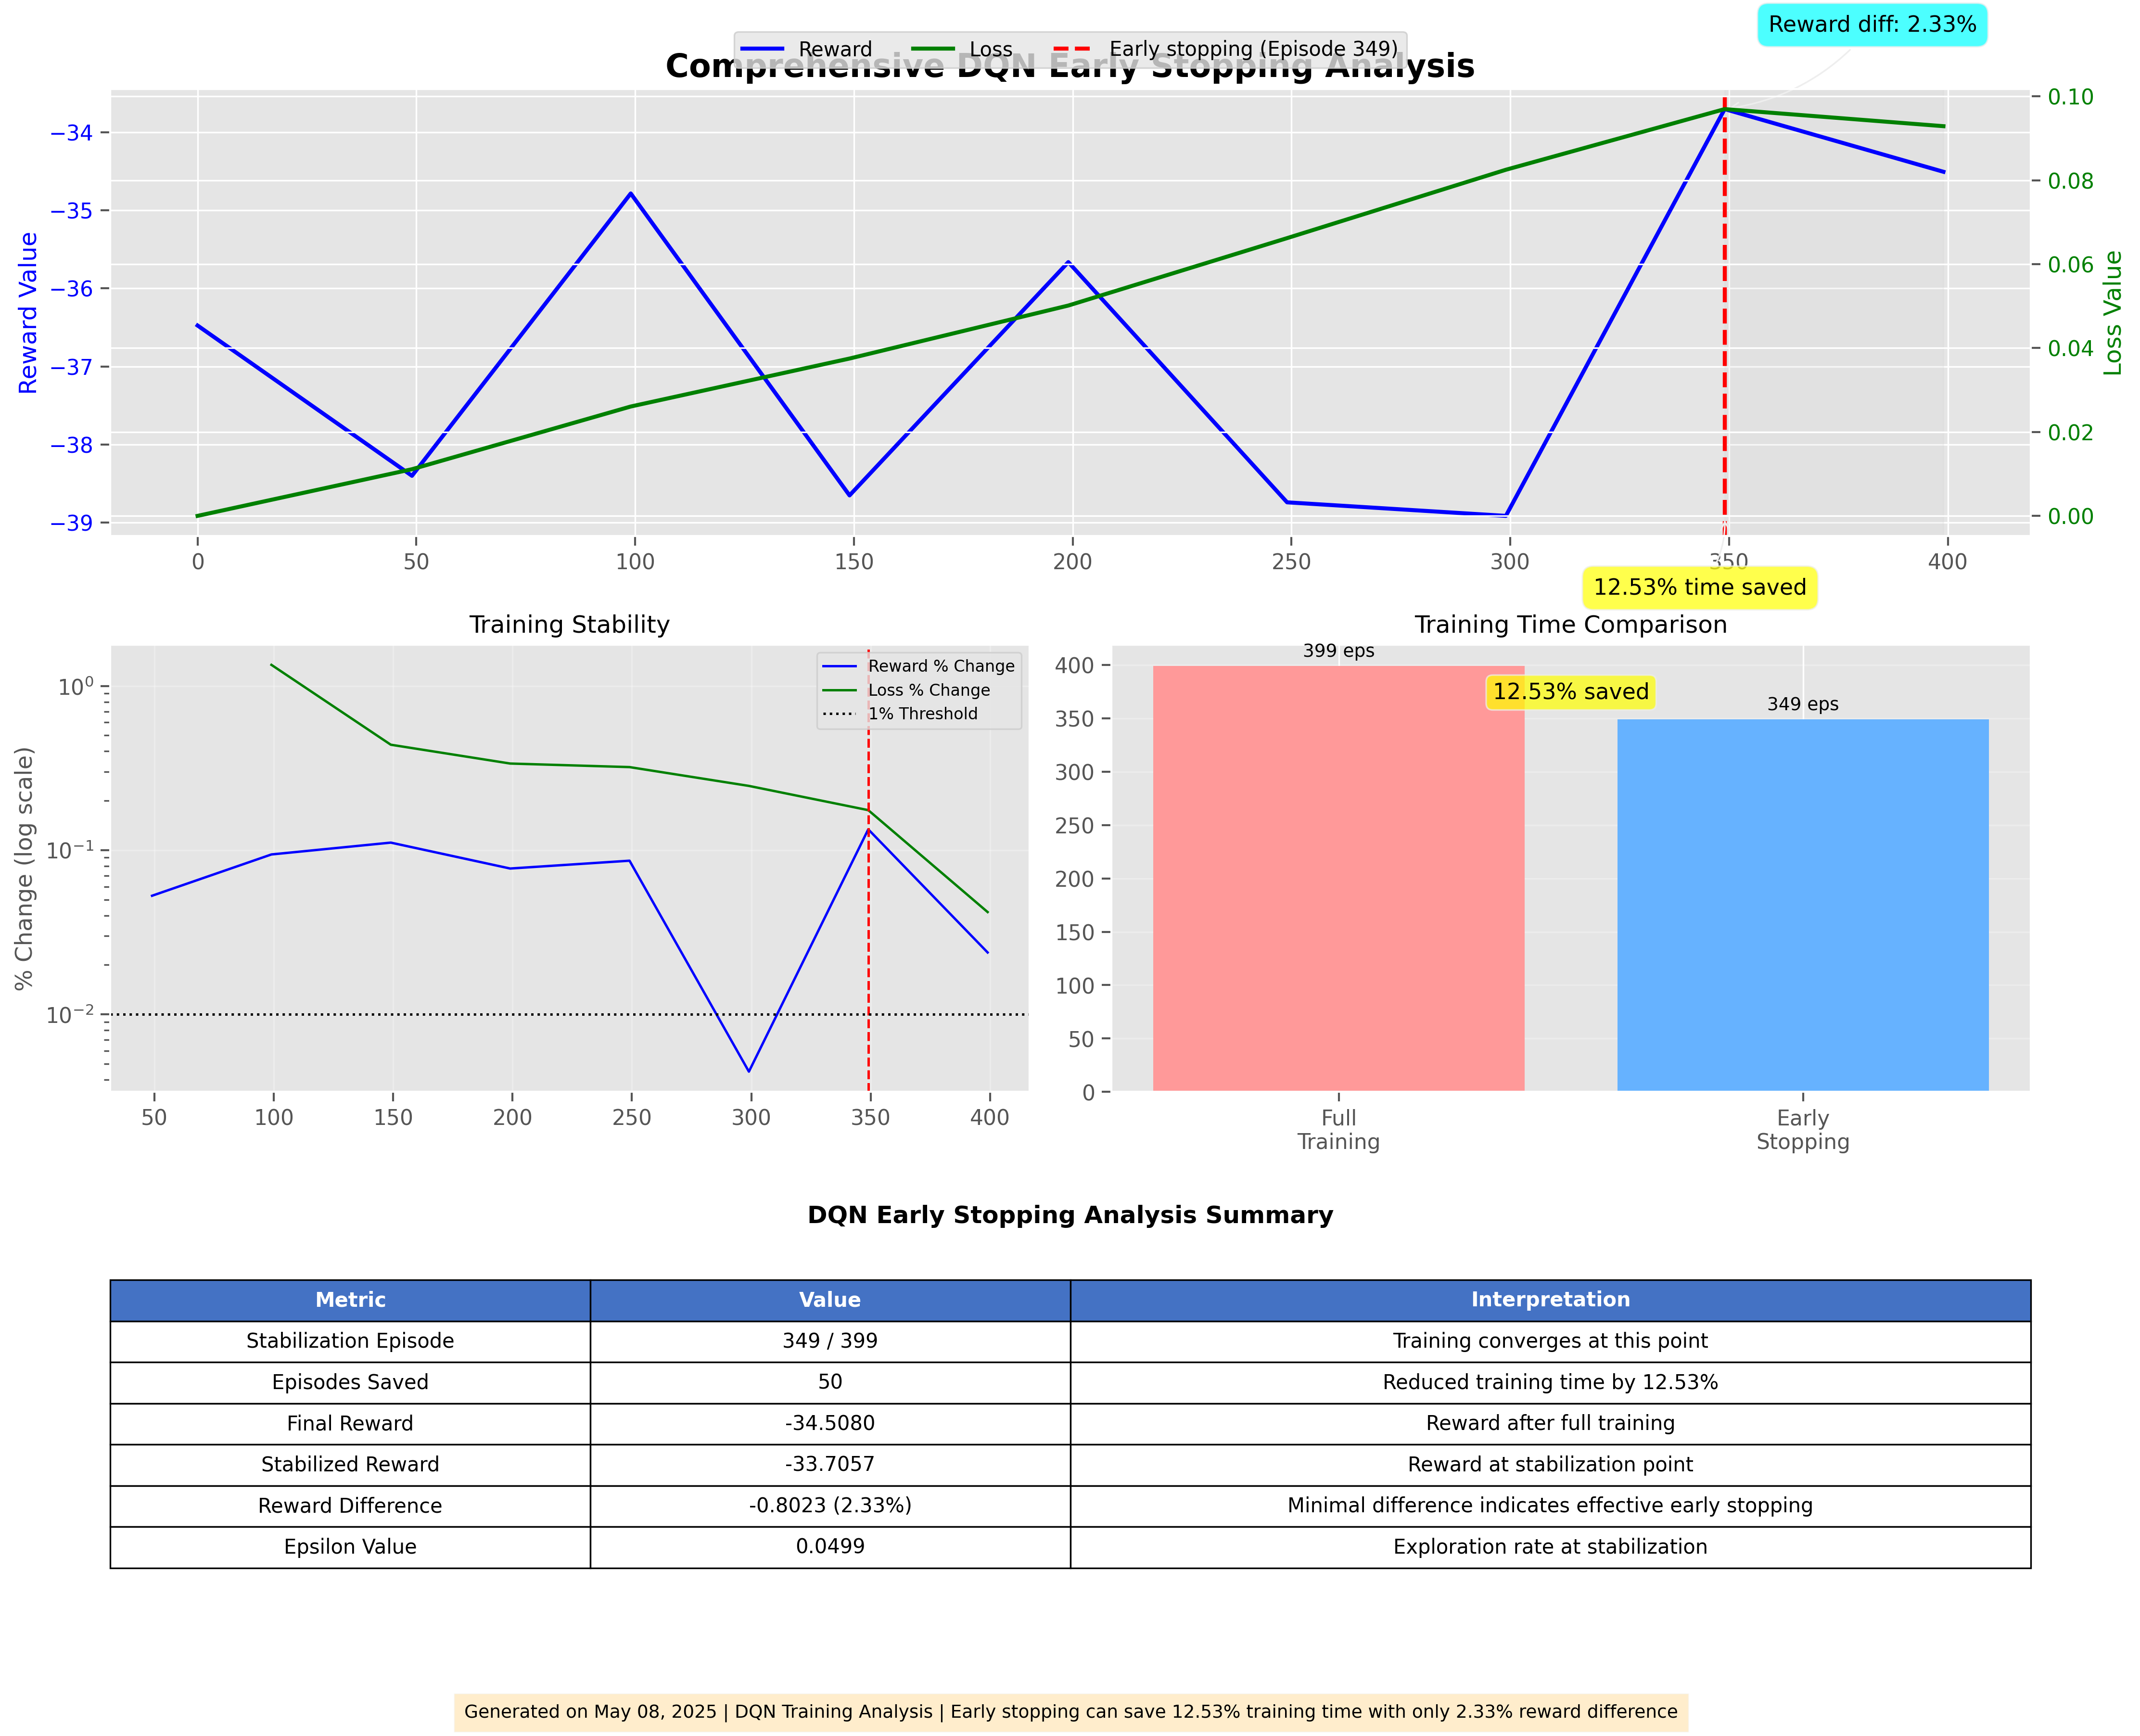 Reward diff: 2.33%
Reward Loss Early stopping (Episode 349)
Comprehensive DQN Early Stopping Analysis
Reward Value
−34
−35
−36
−37
−38
−39
0.10
0.08
0.06
0.04
0.02
0.00
Loss Value
0 50 100 150 200 250 300 350 400
12.53% time saved
Training Stability
% Change (log scale)
10⁰
10⁻¹
10⁻²
Reward % Change
Loss % Change
1% Threshold
50 100 150 200 250 300 350 400
Training Time Comparison
400
350
300
250
200
150
100
50
0
399 eps
12.53% saved
349 eps
Full
Training
Early
Stopping
DQN Early Stopping Analysis Summary
Metric Value Interpretation
Stabilization Episode 349 / 399 Training converges at this point
Episodes Saved 50 Reduced training time by 12.53%
Final Reward -34.5080 Reward after full training
Stabilized Reward -33.7057 Reward at stabilization point
Reward Difference -0.8023 (2.33%) Minimal difference indicates effective early stopping
Epsilon Value 0.0499 Exploration rate at stabilization
Generated on May 08, 2025 | DQN Training Analysis | Early stopping can save 12.53% training time with only 2.33% reward difference